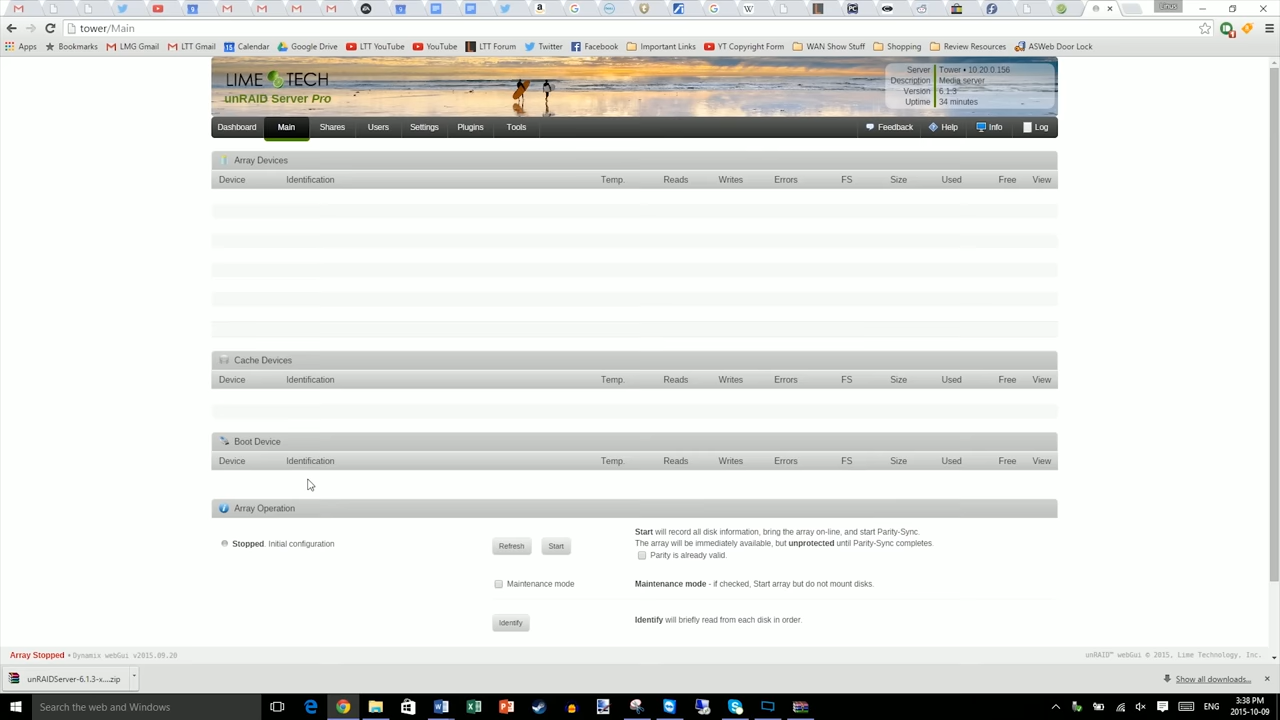 Linus
tower/Main
Apps Bookmarks LMG Gmail LTT Gmail Calendar Google Drive LTT YouTube YouTube LTT Forum Twitter Facebook Important Links YT Copyright Form WAN Show Stuff Shopping Review Resources ASWeb Door Lock
LIME TECH
unRAID Server Pro
Server Tower • 10.20.0.156
Description Media server
Version 6.1.3
Uptime 34 minutes
Dashboard Main Shares Users Settings Plugins Tools Feedback Help Info Log
Array Devices
Device Identification Temp. Reads Writes Errors FS Size Used Free View
Cache Devices
Device Identification Temp. Reads Writes Errors FS Size Used Free View
Boot Device
Device Identification Temp. Reads Writes Errors FS Size Used Free View
Array Operation
Stopped. Initial configuration
Refresh Start
Start will record all disk information, bring the array on-line, and start Parity-Sync.
The array will be immediately available, but unprotected until Parity-Sync completes.
Parity is already valid.
Maintenance mode Maintenance mode - if checked, Start array but do not mount disks.
Identify Identify will briefly read from each disk in order.
Array Stopped • Dynamix webGui v2015.09.20 unRAID™ webGui © 2015, Lime Technology, Inc.
unRAIDServer-6.1.3-x....zip Show all downloads...
Search the web and Windows
ENG
3:38 PM
2015-10-09